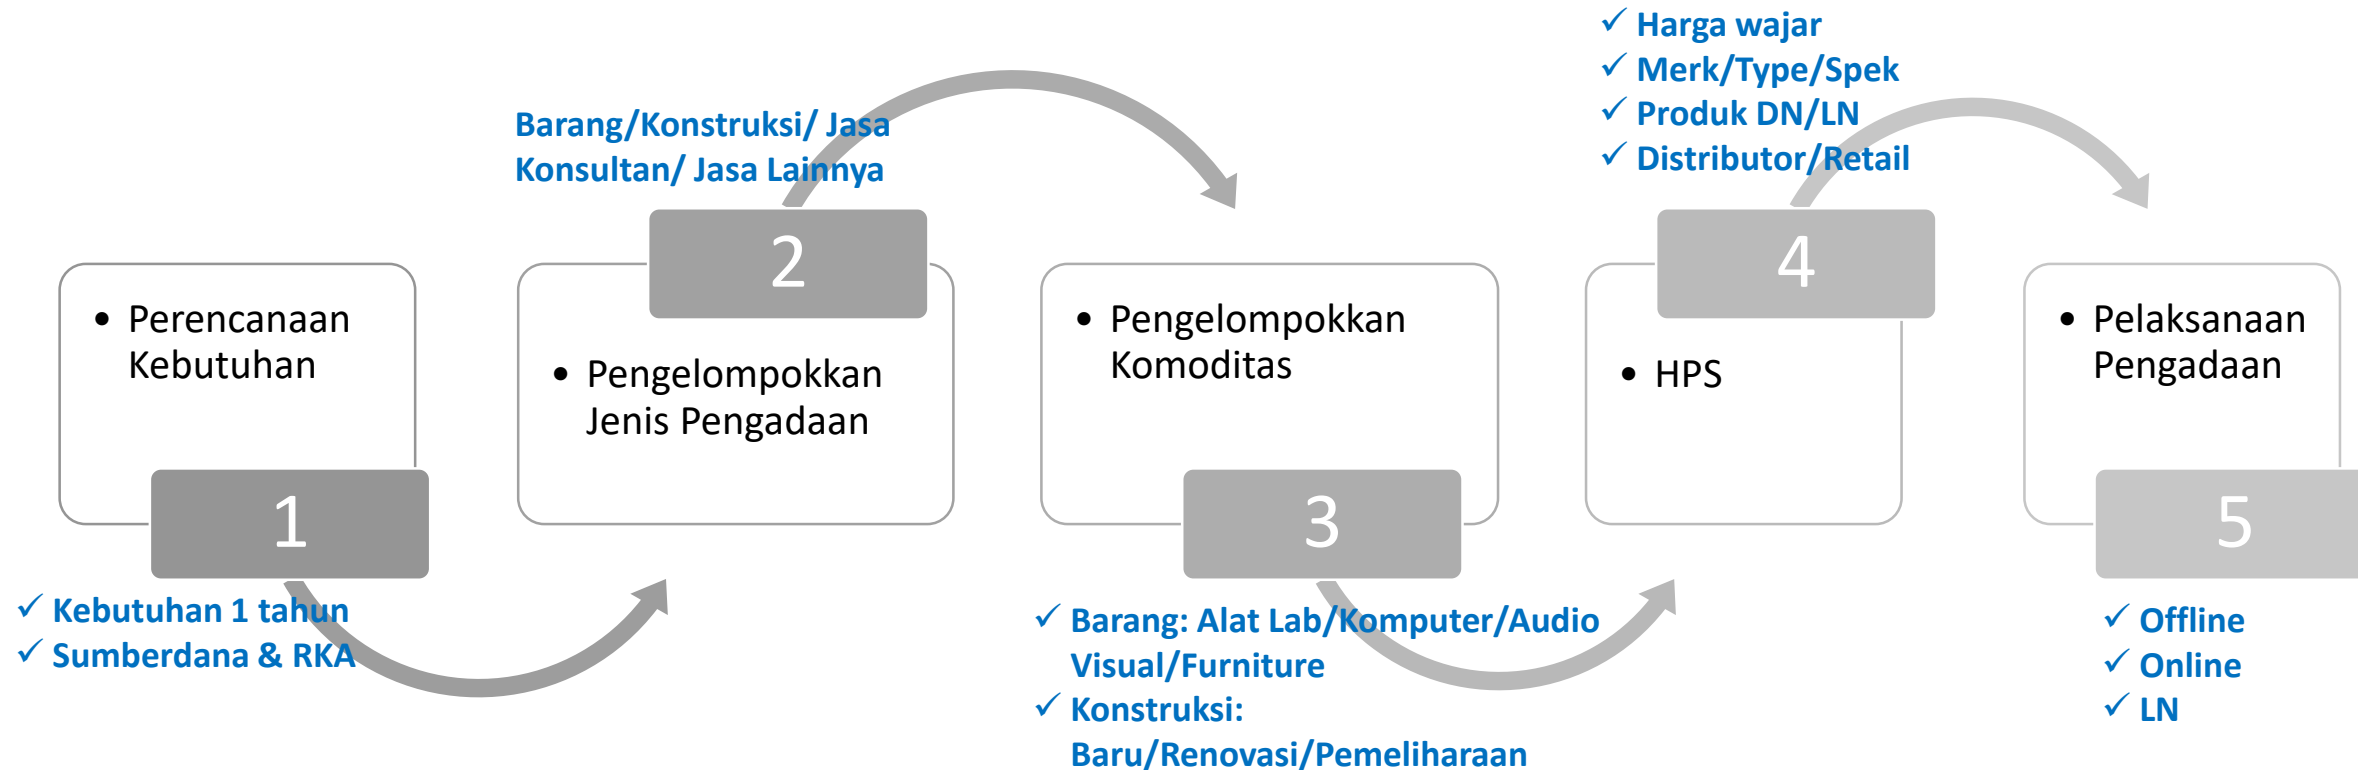 • Perencanaan
Kebutuhan
1
✓ Kebutuhan 1 tahun
✓ Sumberdana & RKA
Barang/Konstruksi/ Jasa
Konsultan/ Jasa Lainnya
2
• Pengelompokkan
Jenis Pengadaan
• Pengelompokkan
Komoditas
3
✓ Barang: Alat Lab/Komputer/Audio
Visual/Furniture
✓ Konstruksi:
Baru/Renovasi/Pemeliharaan
✓ Harga wajar
✓ Merk/Type/Spek
✓ Produk DN/LN
✓ Distributor/Retail
4
• HPS
• Pelaksanaan
Pengadaan
5
✓ Offline
✓ Online
✓ LN